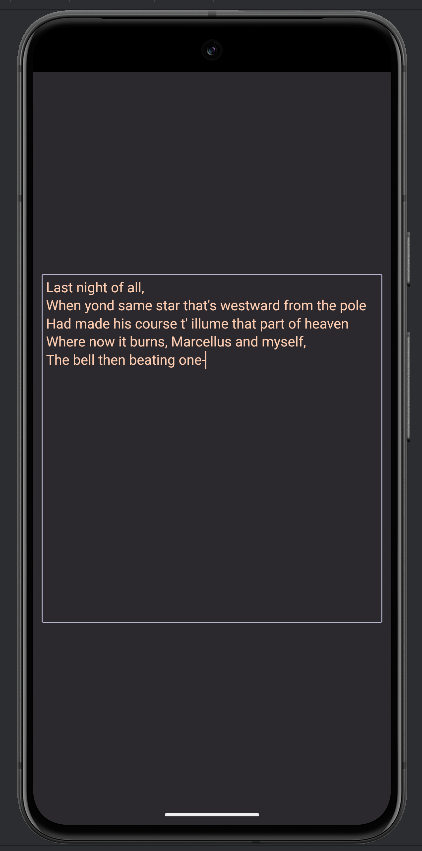 Last night of all,
When yond same star that's westward from the pole
Had made his course t' illume that part of heaven
Where now it burns, Marcellus and myself,
The bell then beating one-